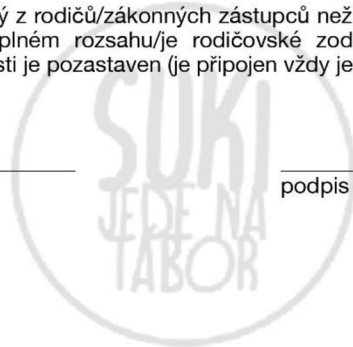 ý z rodičů/zákonných zástupců než
plném rozsahu/je rodičovské zod
sti je pozastaven (je připojen vždy je
podpis
SUKI
JEDE NA
TÁBOR